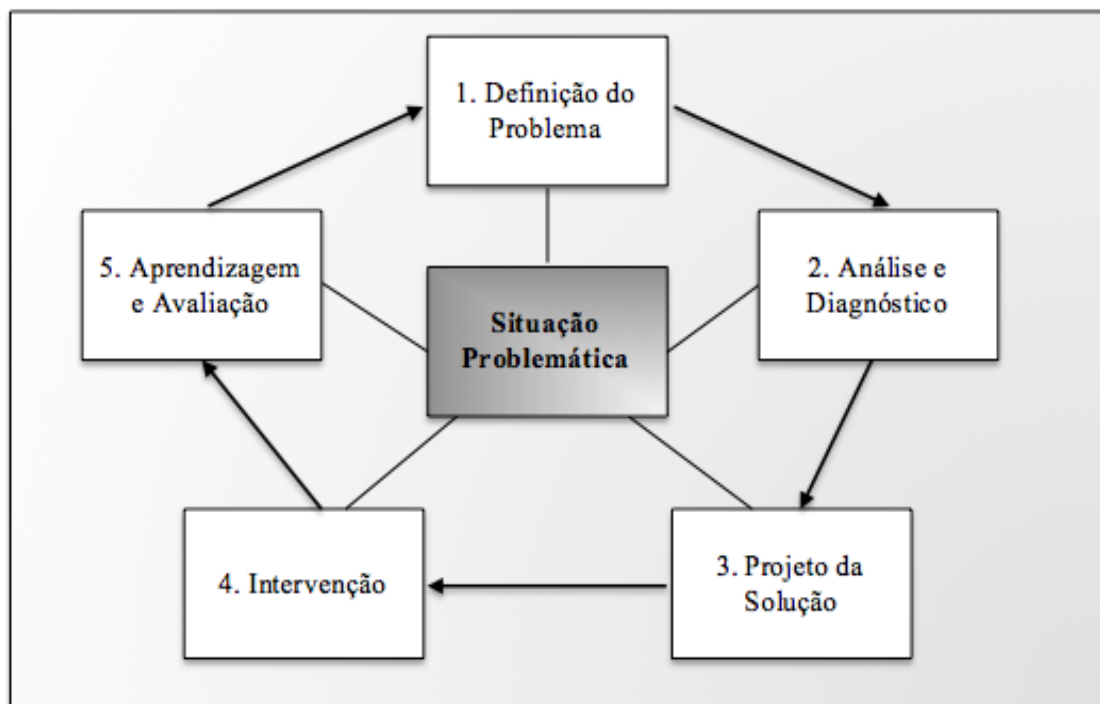 1. Definição do
Problema
2. Análise e
Diagnóstico
3. Projeto da
Solução
4. Intervenção
5. Aprendizagem
e Avaliação
Situação
Problemática